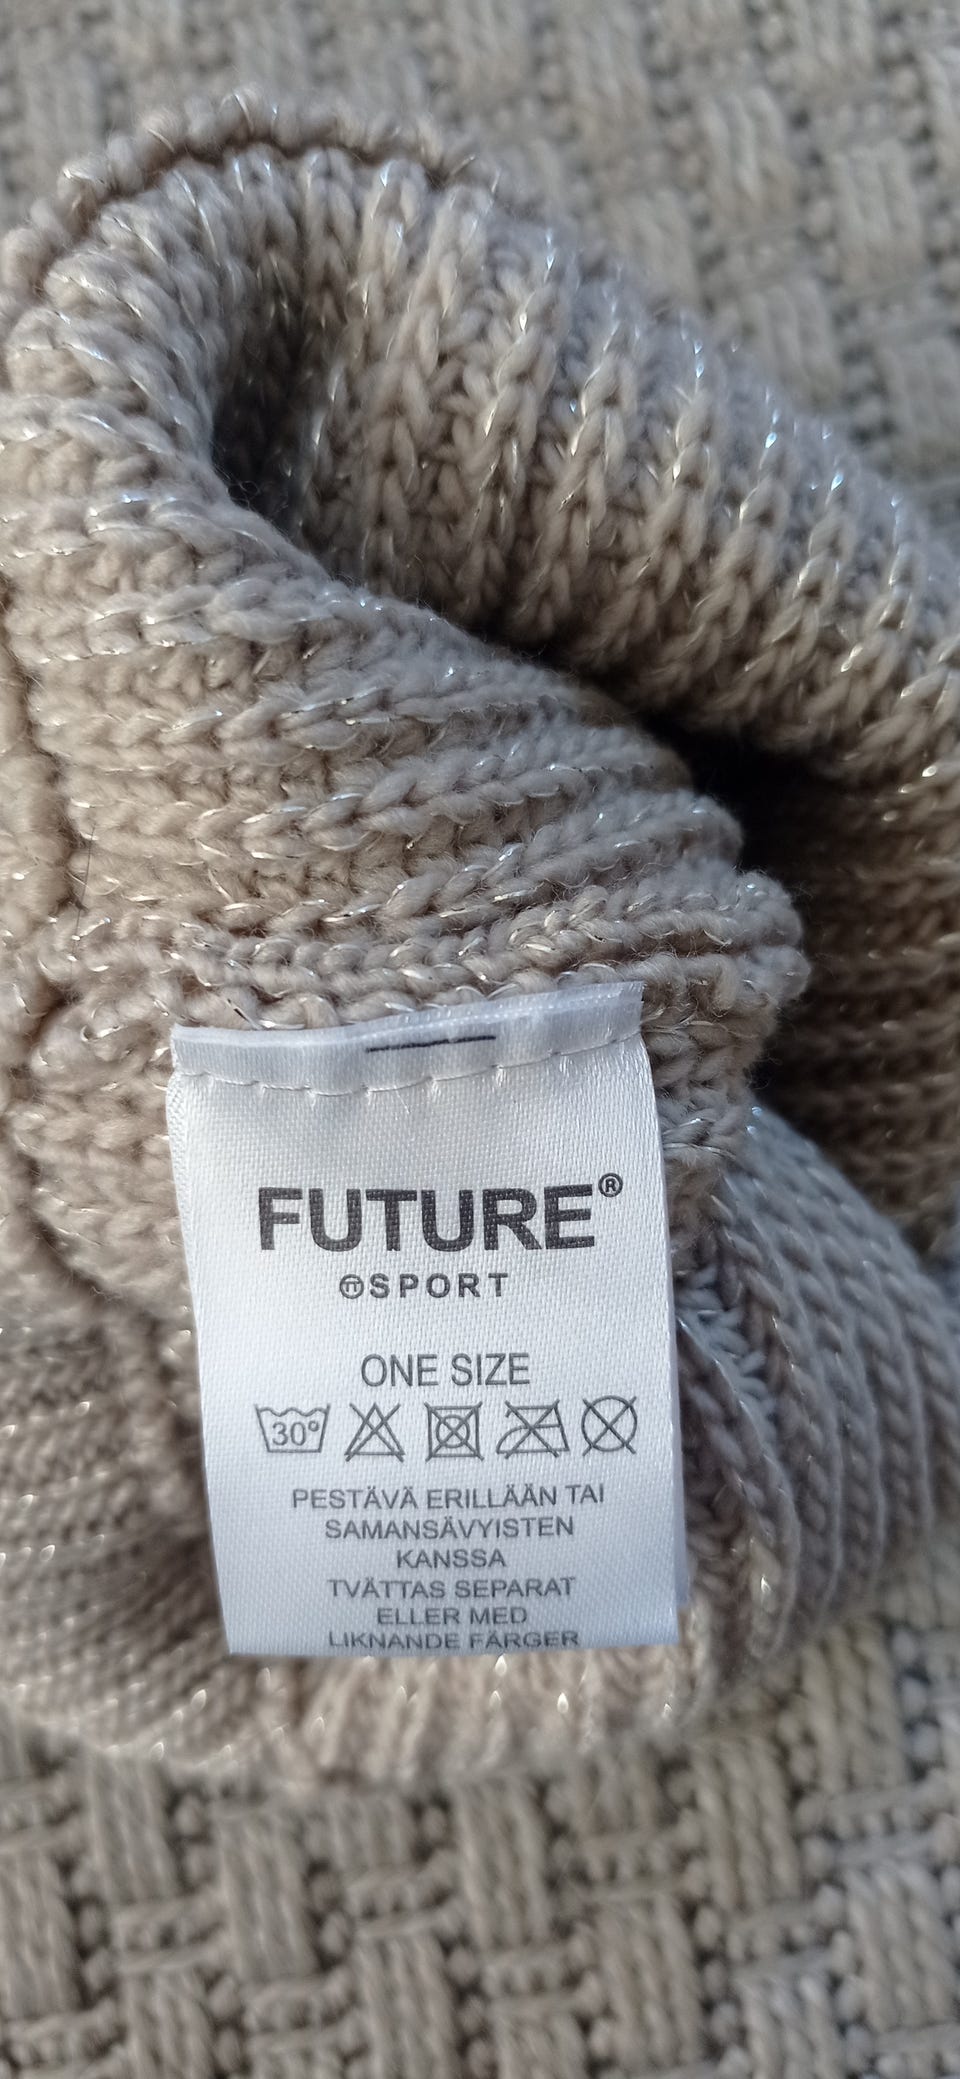 FUTURE®
SPORT
ONE SIZE
30°
PESTÄVÄ ERILLÄÄN TAI
SAMANSÄVYISTEN
KANSSA
TVÄTTAS SEPARAT
ELLER MED
LIKNANDE FÄRGER